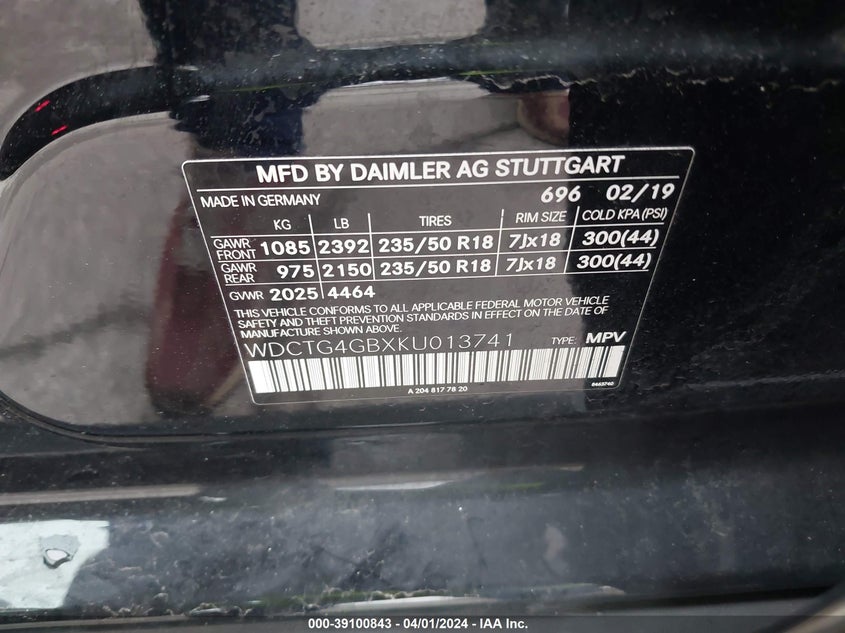 MFD BY DAIMLER AG STUTTGART
MADE IN GERMANY 696 02/19
KG LB TIRES RIM SIZE COLD KPA (PSI)
GAWR FRONT 1085 2392 235/50 R18 7Jx18 300(44)
GAWR REAR 975 2150 235/50 R18 7Jx18 300(44)
GVWR 2025 4464
THIS VEHICLE CONFORMS TO ALL APPLICABLE FEDERAL MOTOR VEHICLE
SAFETY AND THEFT PREVENTION STANDARDS IN EFFECT ON THE DATE OF
MANUFACTURE SHOWN ABOVE.
WDCTG4GBXKU013741 TYPE: MPV
A 204 817 78 20
000-39100843 - 04/01/2024 - IAA Inc.